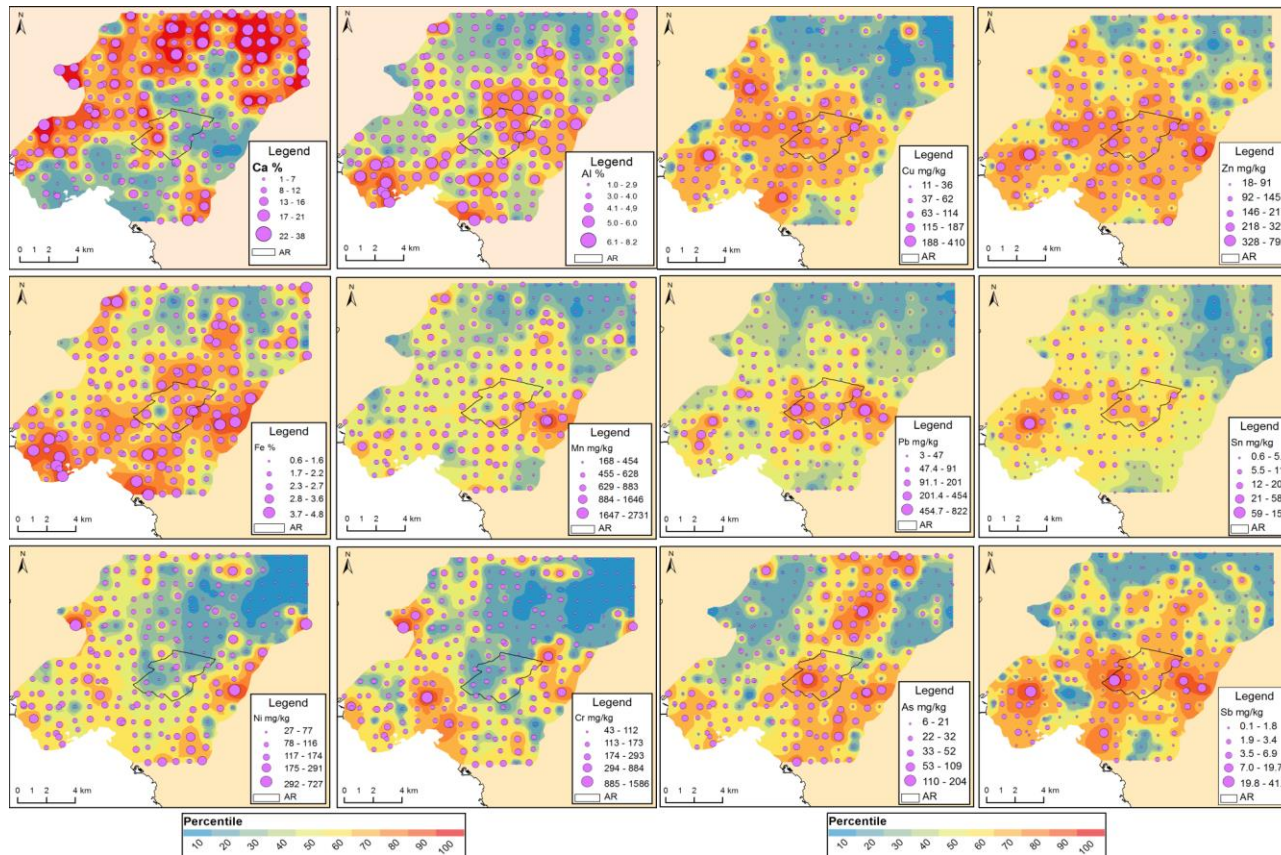 N
Legend
Ca %
1 - 7
8 - 12
13 - 16
17 - 21
22 - 38
AR
0 1 2 4 km
N
Legend
Al %
1.0 - 2.9
3.0 - 4.0
4.1 - 4.9
5.0 - 6.0
6.1 - 8.2
AR
0 1 2 4 km
N
Legend
Cu mg/kg
11 - 36
37 - 62
63 - 114
115 - 187
188 - 410
AR
0 1 2 4 km
N
Legend
Zn mg/kg
18- 91
92 - 145
146 - 21
218 - 32
328 - 79
AR
0 1 2 4 km
N
Legend
Fe %
0.6 - 1.6
1.7 - 2.2
2.3 - 2.7
2.8 - 3.6
3.7 - 4.8
AR
0 1 2 4 km
N
Legend
Mn mg/kg
168 - 454
455 - 628
629 - 883
884 - 1646
1647 - 2731
AR
0 1 2 4 km
N
Legend
Pb mg/kg
3 - 47
47.4 - 91
91.1 - 201
201.4 - 454
454.7 - 822
AR
0 1 2 4 km
N
Legend
Sn mg/kg
0.6 - 5.
5.5 - 1
12 - 20
21 - 58
59 - 15
AR
0 1 2 4 km
N
Legend
Ni mg/kg
27 - 77
78 - 116
117 - 174
175 - 291
292 - 727
AR
0 1 2 4 km
N
Legend
Cr mg/kg
43 - 112
113 - 173
174 - 293
294 - 884
885 - 1586
AR
0 1 2 4 km
N
Legend
As mg/kg
6 - 21
22 - 32
33 - 52
53 - 109
110 - 204
AR
0 1 2 4 km
N
Legend
Sb mg/kg
0.1 - 1.8
1.9 - 3.4
3.5 - 6.9
7.0 - 19.7
19.8 - 41.
AR
0 1 2 4 km
Percentile
10 20 30 40 50 60 70 80 90 100
Percentile
10 20 30 40 50 60 70 80 90 100